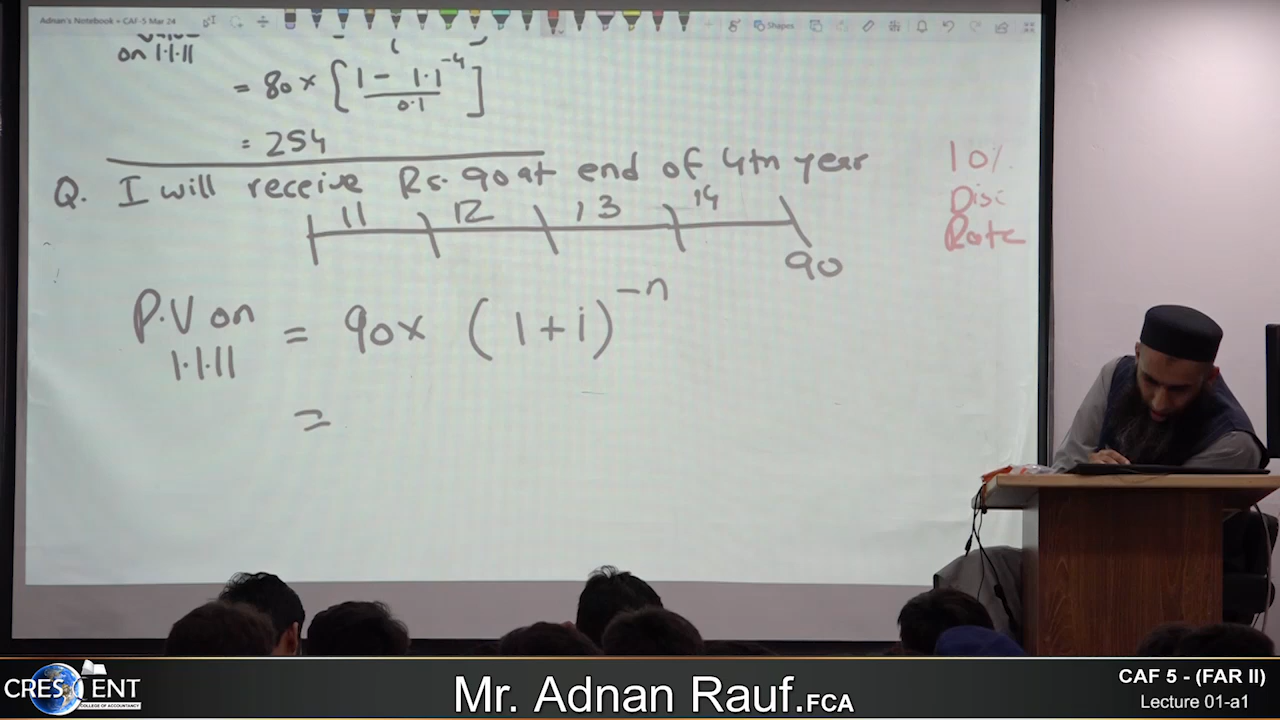 Adnan's Notebook » CAF-5 Mar 24
Shapes
on 1.1.11
= 80 × [1 - 1.1^-4 / 0.1]
= 254
Q. I will receive Rs. 90 at end of 4th year
10%
Disc
Rate
11 12 13 14
90
P.V on 1.1.11 = 90 × (1+i)^-n
=
CRESCENT
COLLEGE OF ACCOUNTANCY
Mr. Adnan Rauf.FCA
CAF 5 - (FAR II)
Lecture 01-a1